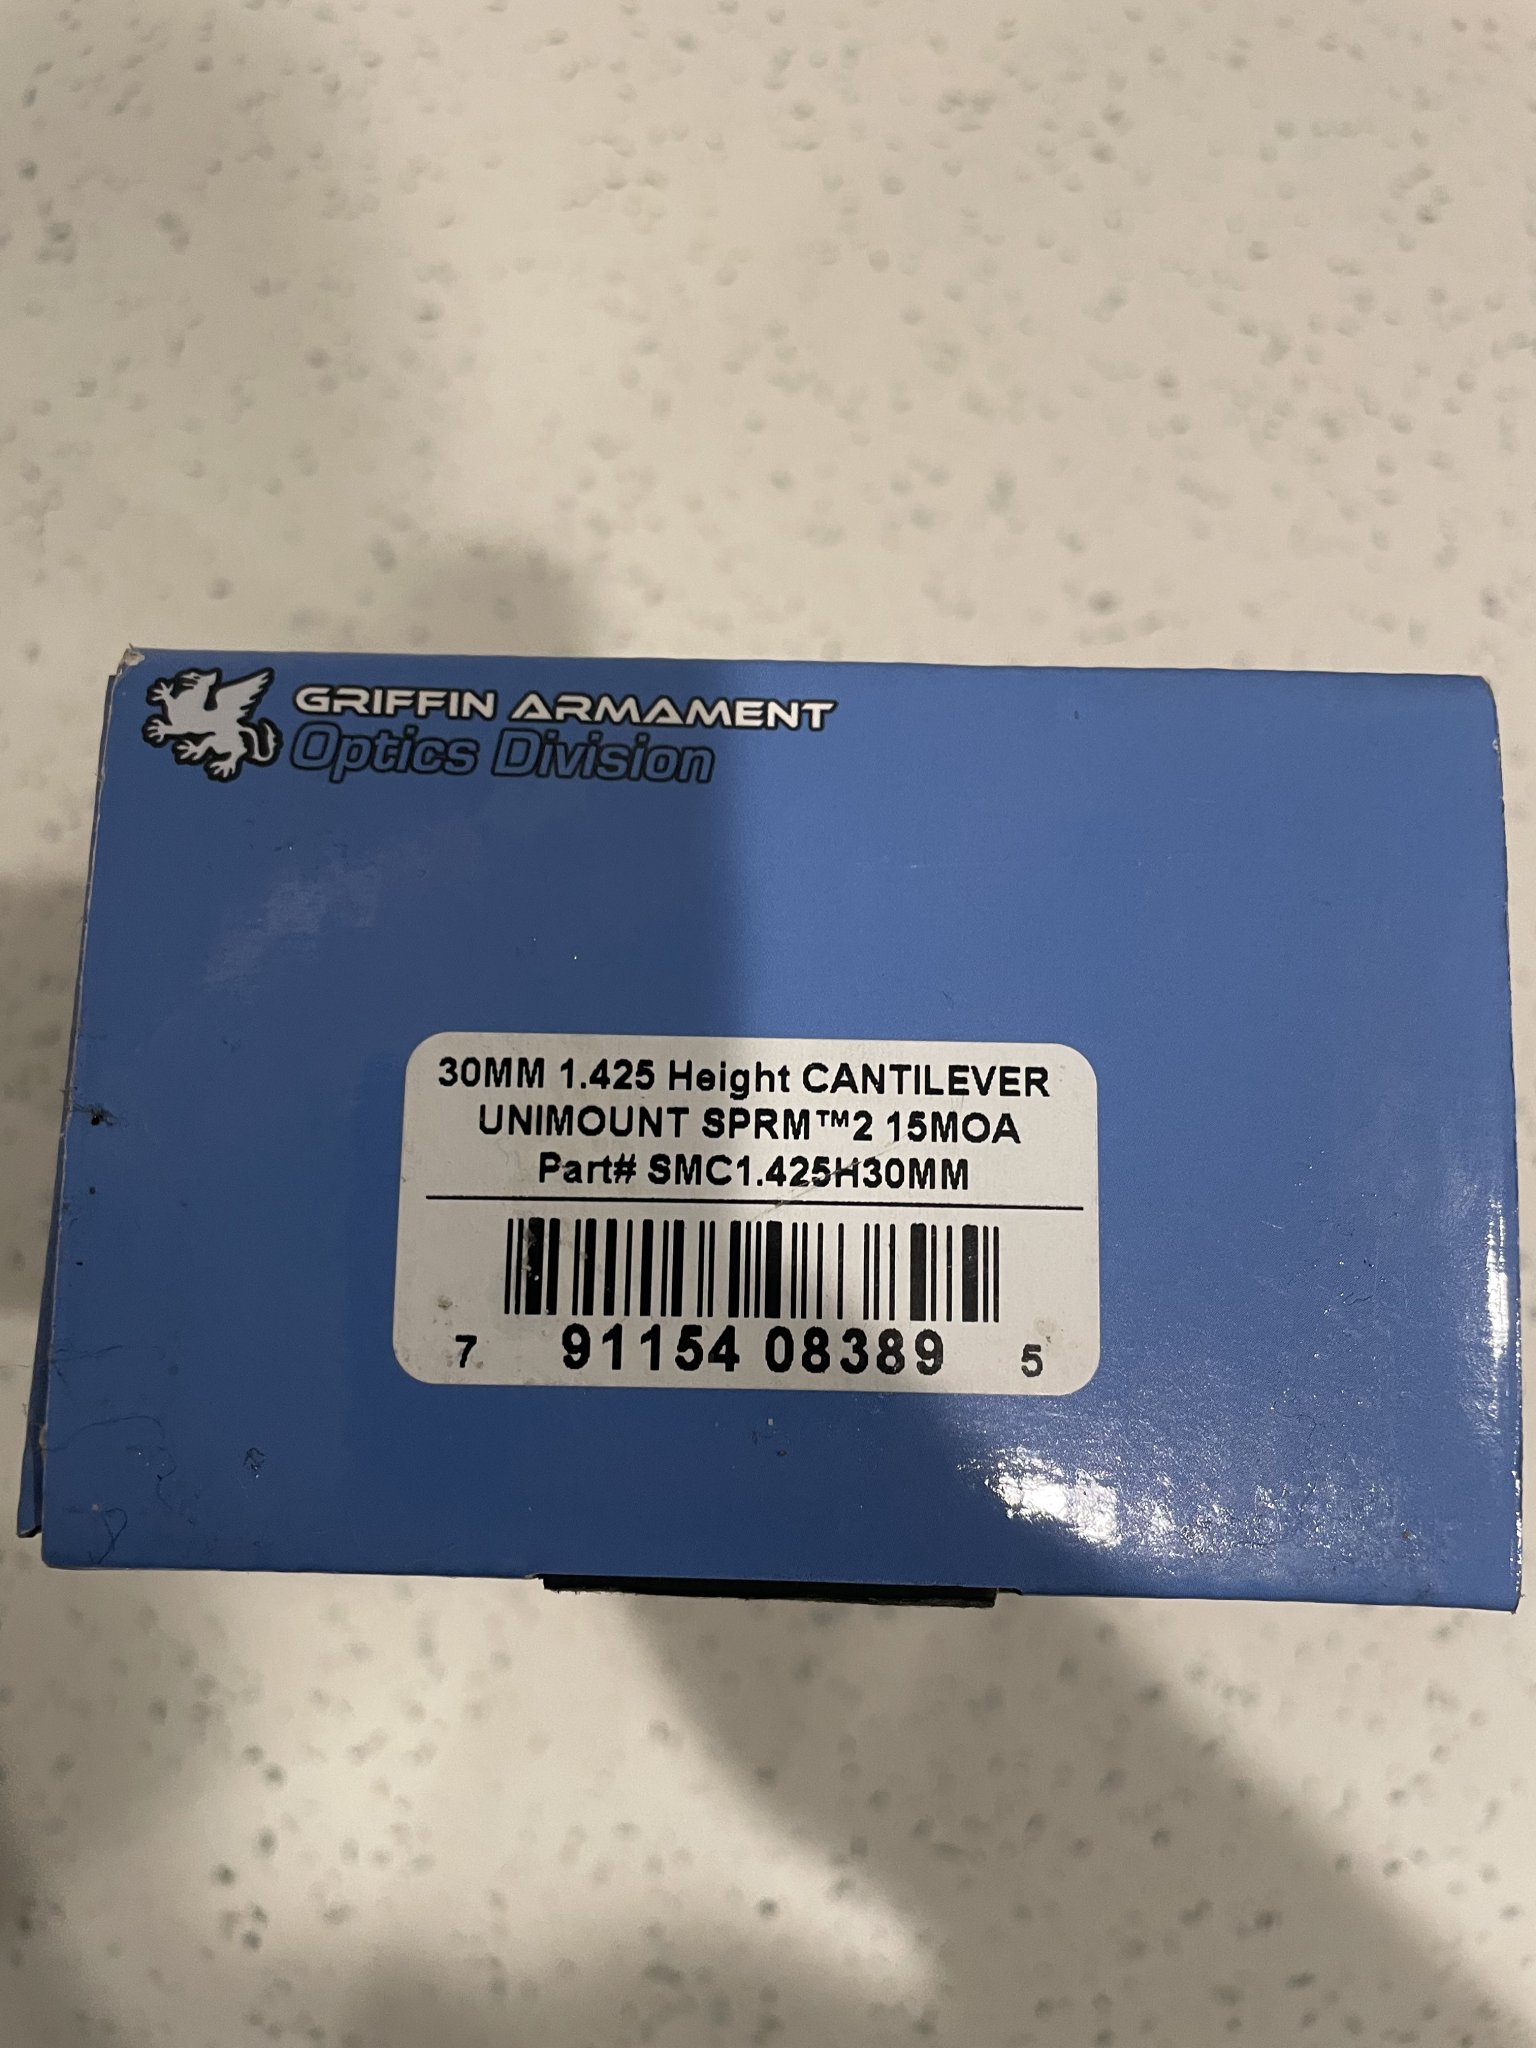 GRIFFIN ARMAMENT
Optics Division
30MM 1.425 Height CANTILEVER
UNIMOUNT SPRM™2 15MOA
Part# SMC1.425H30MM
7 91154 08389 5